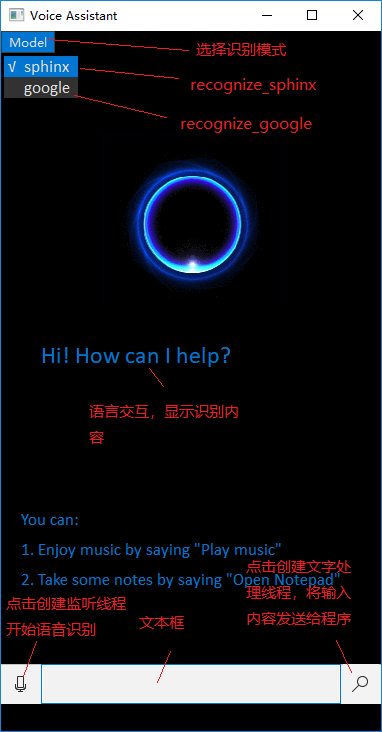 Voice Assistant
Model
选择识别模式
√ sphinx
recognize_sphinx
google
recognize_google
Hi! How can I help?
语言交互，显示识别内
容
You can:
1. Enjoy music by saying "Play music"
2. Take some notes by saying "Open Notepad"
点击创建文字处
理线程，将输入
内容发送给程序
点击创建监听线程
开始语音识别
文本框